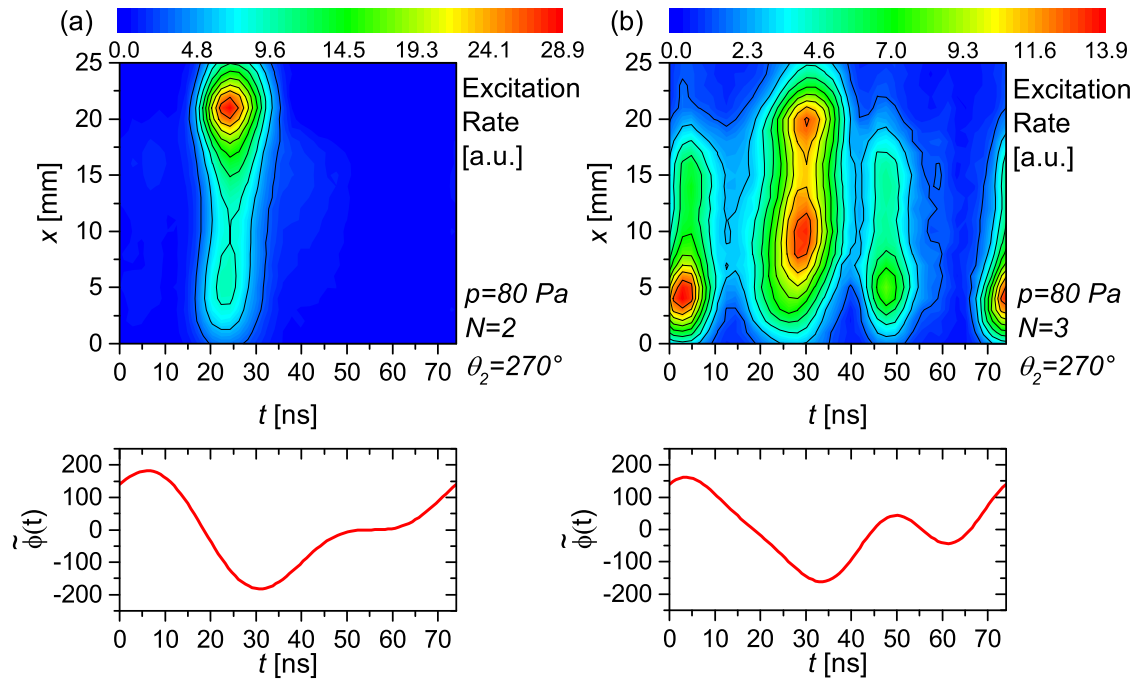 (a)
0.0 4.8 9.6 14.5 19.3 24.1 28.9
25
20
15
10
5
0
x [mm]
Excitation
Rate
[a.u.]
p=80 Pa
N=2
θ2=270°
0 10 20 30 40 50 60 70
t [ns]
200
100
0
-100
-200
ϕ̃(t)
0 10 20 30 40 50 60 70
t [ns]
(b)
0.0 2.3 4.6 7.0 9.3 11.6 13.9
25
20
15
10
5
0
x [mm]
Excitation
Rate
[a.u.]
p=80 Pa
N=3
θ2=270°
0 10 20 30 40 50 60 70
t [ns]
200
100
0
-100
-200
ϕ̃(t)
0 10 20 30 40 50 60 70
t [ns]